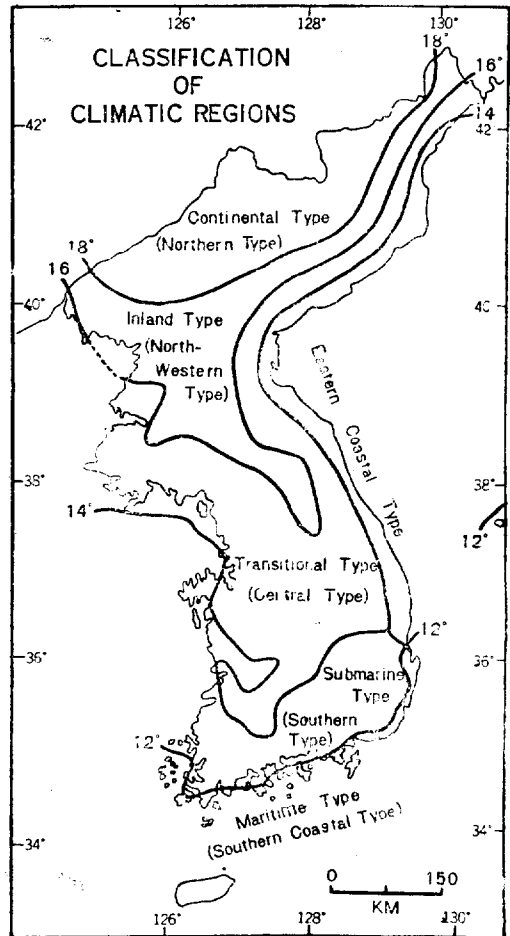 126°
128°
130°
CLASSIFICATION
OF
CLIMATIC REGIONS
18°
16°
14
42°
42°
Continental Type
(Northern Type)
18°
16
40°
40
Inland Type
(North-
Western
Type)
Eastern Coastal Type
38°
38°
14°
12°
Transitional Type
(Central Type)
12°
36°
36°
Submarine
Type
(Southern
Type)
12°
Maritime Type
(Southern Coastal Type)
34°
34°
0 150
KM
126°
128°
130°